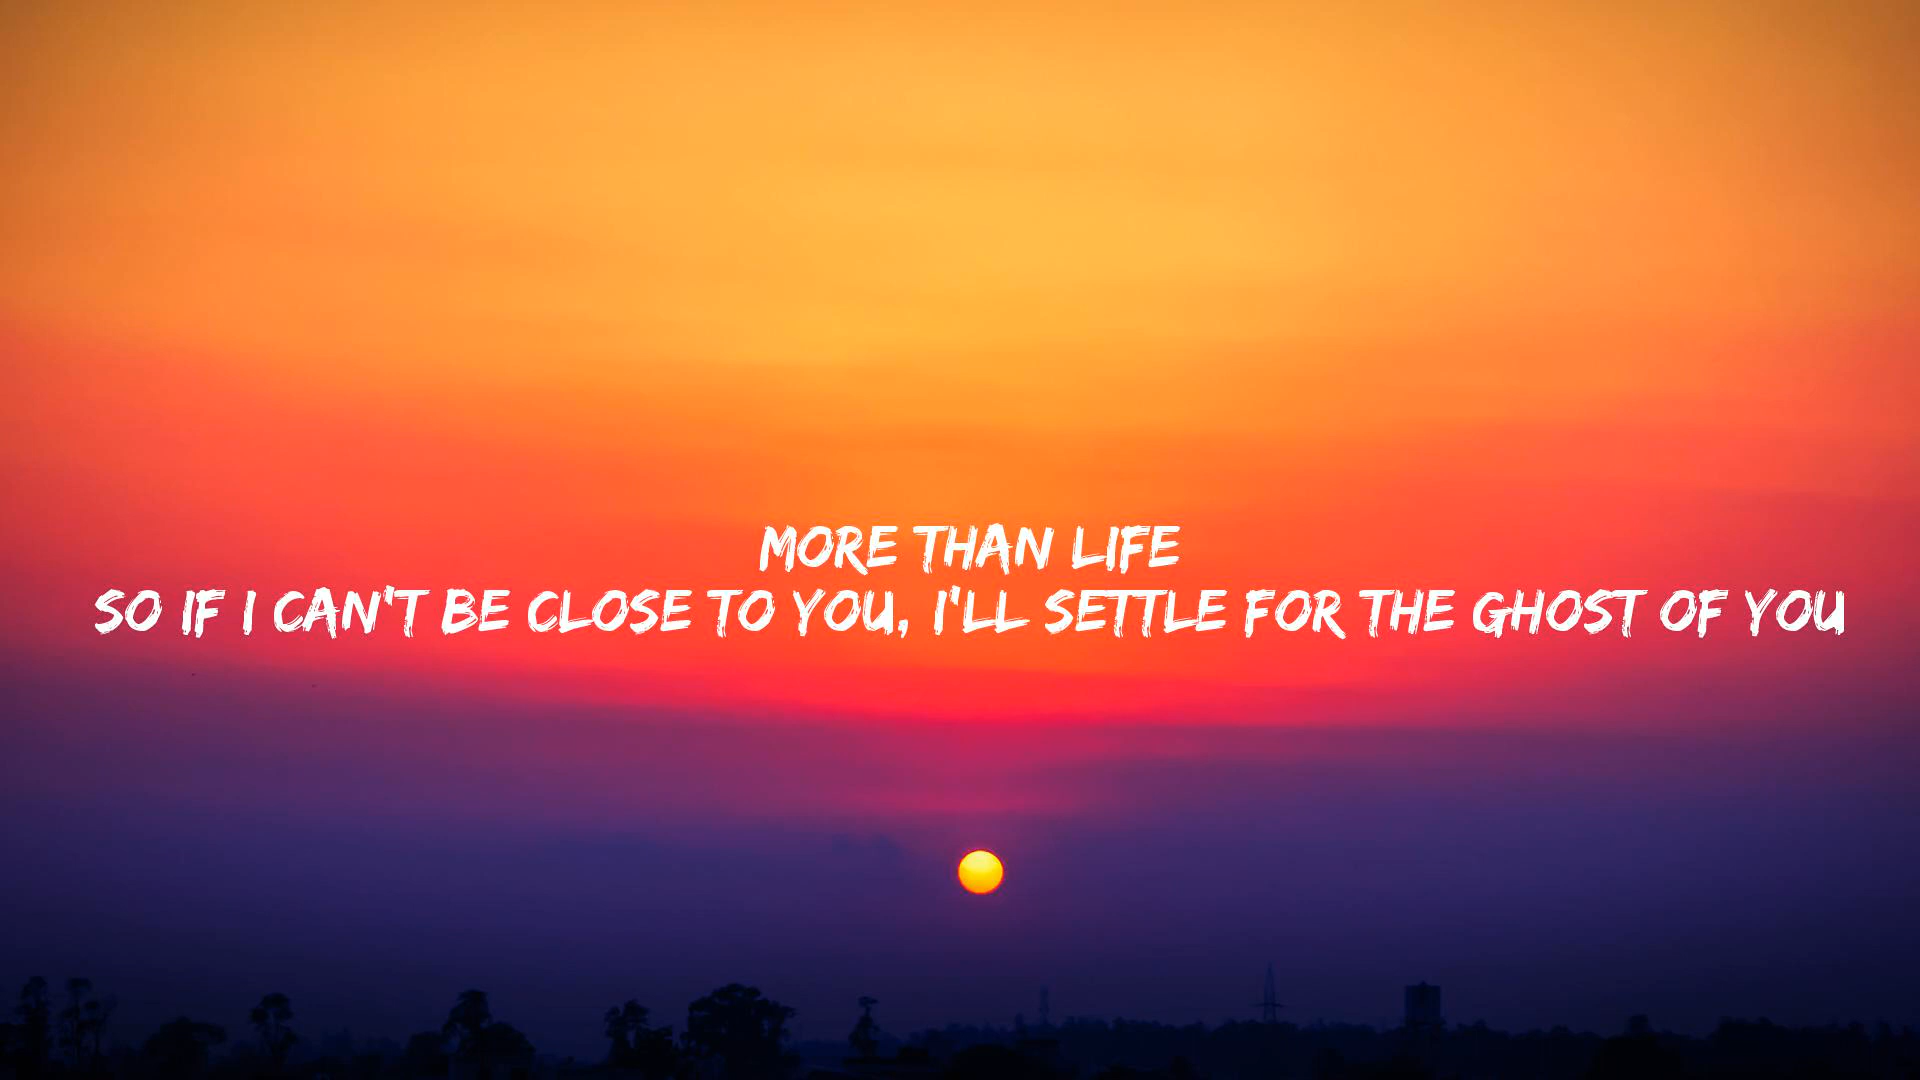 MORE THAN LIFE
SO IF I CAN'T BE CLOSE TO YOU, I'LL SETTLE FOR THE GHOST OF YOU